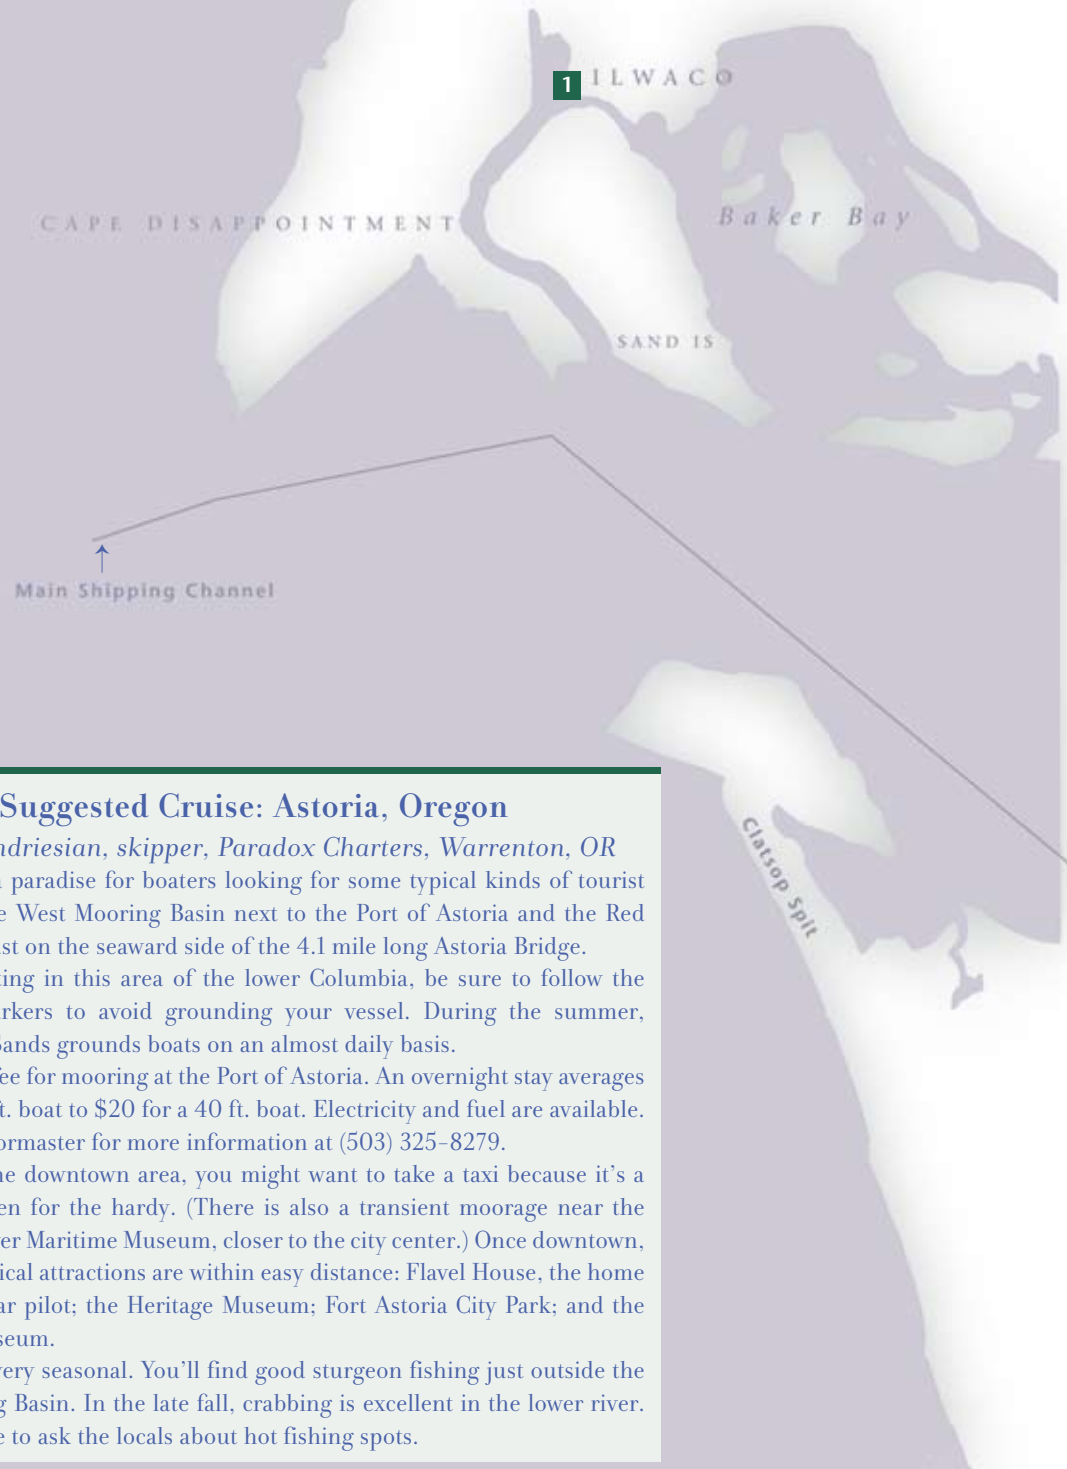 1 ILWACO
CAPE DISAPPOINTMENT
Baker Bay
SAND IS
Main Shipping Channel
Clatsop Spit
Suggested Cruise: Astoria, Oregon
ndriesian, skipper, Paradox Charters, Warrenton, OR
paradise for boaters looking for some typical kinds of tourist
e West Mooring Basin next to the Port of Astoria and the Red
st on the seaward side of the 4.1 mile long Astoria Bridge.
ting in this area of the lower Columbia, be sure to follow the
rkers to avoid grounding your vessel. During the summer,
Sands grounds boats on an almost daily basis.
ee for mooring at the Port of Astoria. An overnight stay averages
t. boat to $20 for a 40 ft. boat. Electricity and fuel are available.
ormaster for more information at (503) 325-8279.
ne downtown area, you might want to take a taxi because it’s a
en for the hardy. (There is also a transient moorage near the
er Maritime Museum, closer to the city center.) Once downtown,
ical attractions are within easy distance: Flavel House, the home
ar pilot; the Heritage Museum; Fort Astoria City Park; and the
seum.
very seasonal. You’ll find good sturgeon fishing just outside the
g Basin. In the late fall, crabbing is excellent in the lower river.
e to ask the locals about hot fishing spots.